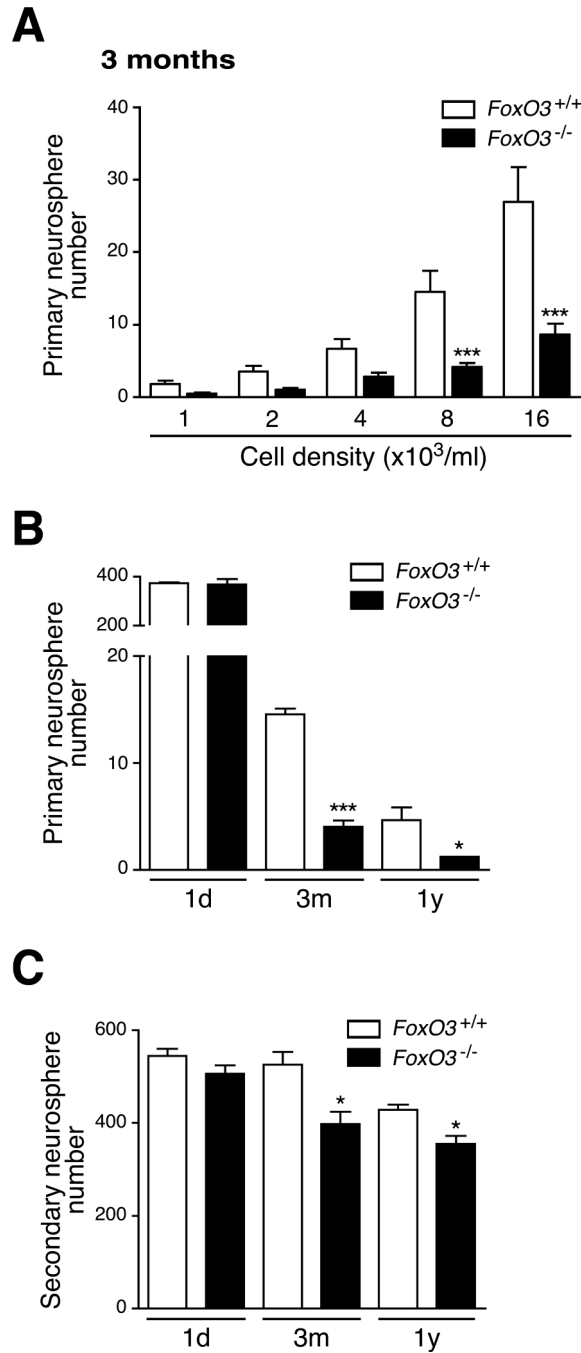 A
3 months
Primary neurosphere
number
40
30
20
10
0
FoxO3+/+
FoxO3-/-
***
***
1 2 4 8 16
Cell density (x10³/ml)
B
Primary neurosphere
number
400
200
20
10
0
FoxO3+/+
FoxO3-/-
***
*
1d 3m 1y
C
Secondary neurosphere
number
600
400
200
0
FoxO3+/+
FoxO3-/-
*
*
1d 3m 1y